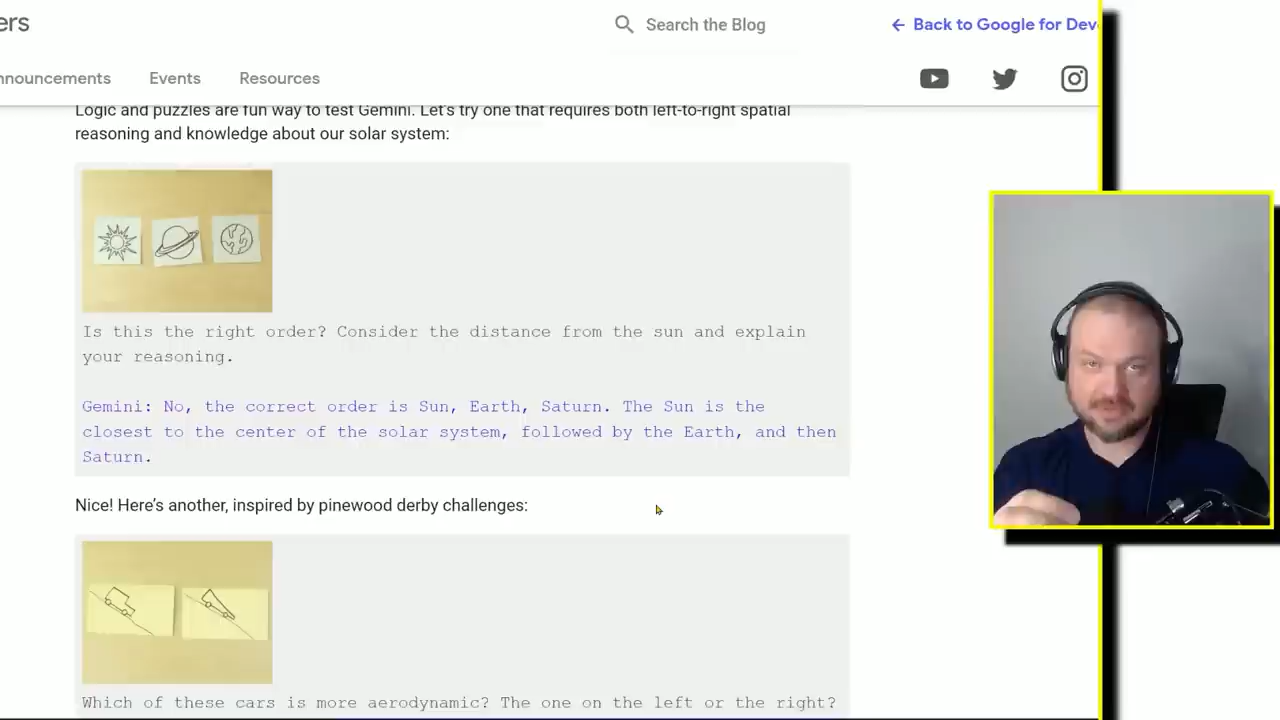 ers
Search the Blog
← Back to Google for Dev
nnouncements Events Resources
Logic and puzzles are fun way to test Gemini. Let's try one that requires both left-to-right spatial
reasoning and knowledge about our solar system:
Is this the right order? Consider the distance from the sun and explain
your reasoning.
Gemini: No, the correct order is Sun, Earth, Saturn. The Sun is the
closest to the center of the solar system, followed by the Earth, and then
Saturn.
Nice! Here's another, inspired by pinewood derby challenges:
Which of these cars is more aerodynamic? The one on the left or the right?